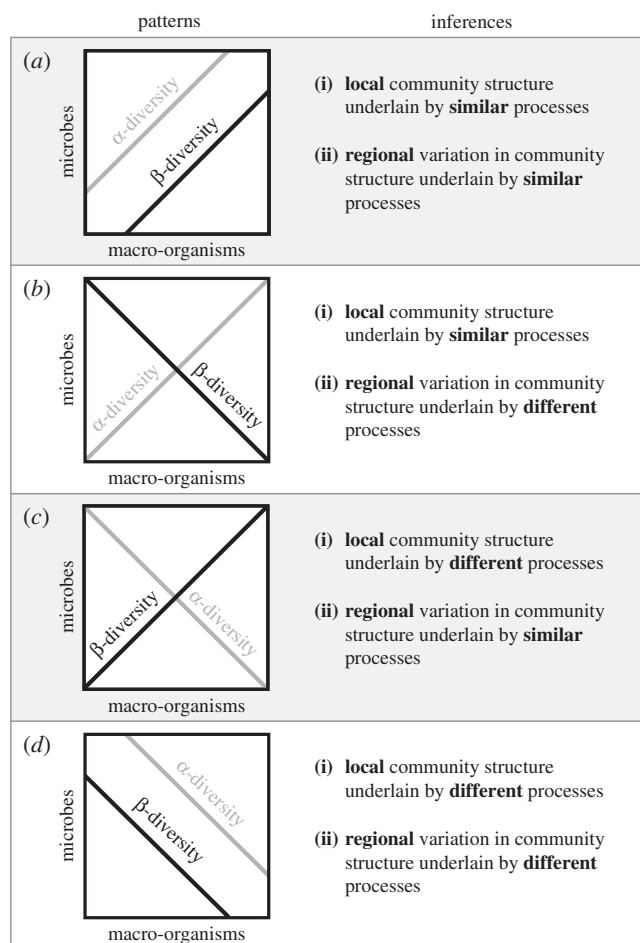 patterns
inferences
(a)
microbes
α-diversity
β-diversity
macro-organisms
(i) local community structure
underlain by similar processes
(ii) regional variation in community
structure underlain by similar
processes
(b)
microbes
α-diversity
β-diversity
macro-organisms
(i) local community structure
underlain by similar processes
(ii) regional variation in community
structure underlain by different
processes
(c)
microbes
β-diversity
α-diversity
macro-organisms
(i) local community structure
underlain by different processes
(ii) regional variation in community
structure underlain by similar
processes
(d)
microbes
α-diversity
β-diversity
macro-organisms
(i) local community structure
underlain by different processes
(ii) regional variation in community
structure underlain by different
processes